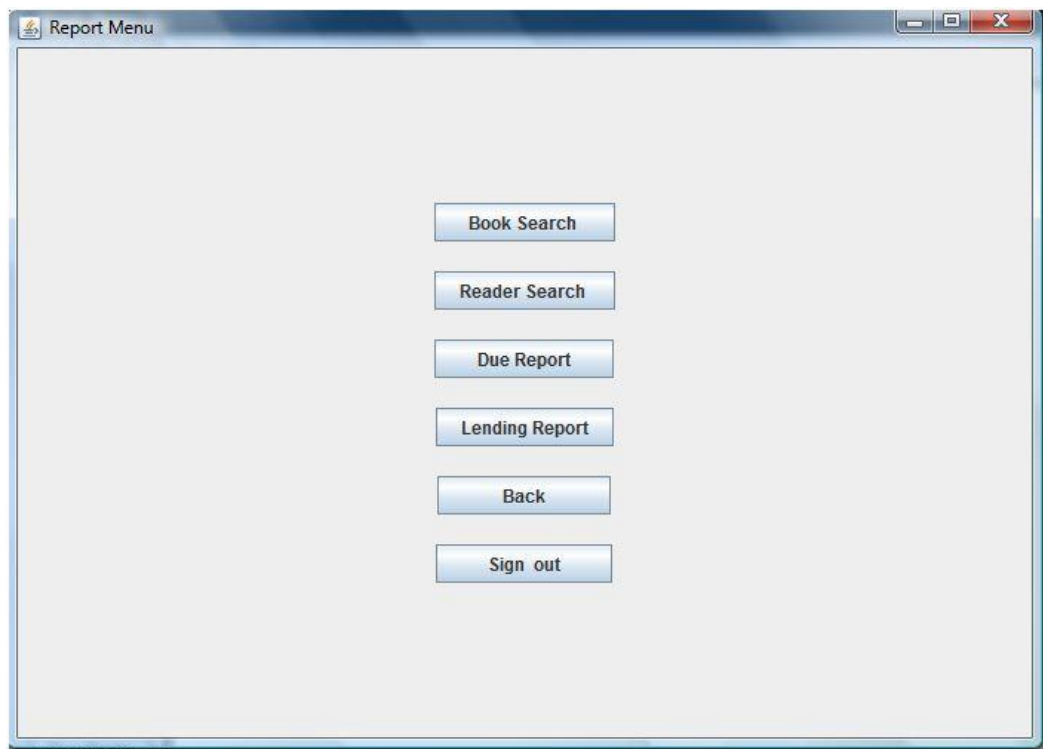 Report Menu
Book Search
Reader Search
Due Report
Lending Report
Back
Sign out